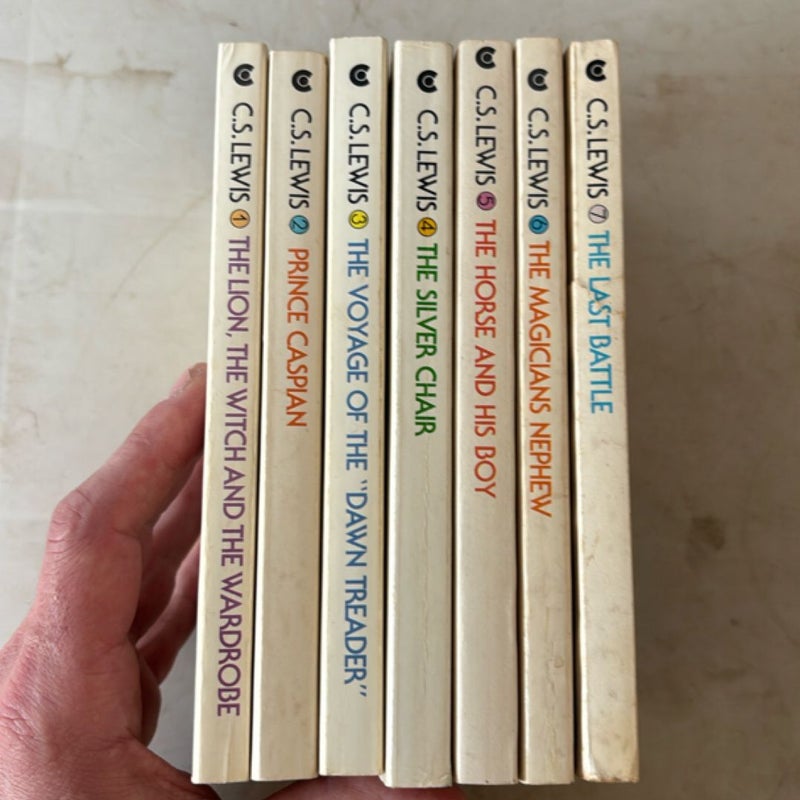 C.S. LEWIS 1 THE LION, THE WITCH AND THE WARDROBE
C.S. LEWIS 2 PRINCE CASPIAN
C.S. LEWIS 3 THE VOYAGE OF THE "DAWN TREADER"
C.S. LEWIS 4 THE SILVER CHAIR
C.S. LEWIS 5 THE HORSE AND HIS BOY
C.S. LEWIS 6 THE MAGICIANS NEPHEW
C.S. LEWIS 7 THE LAST BATTLE